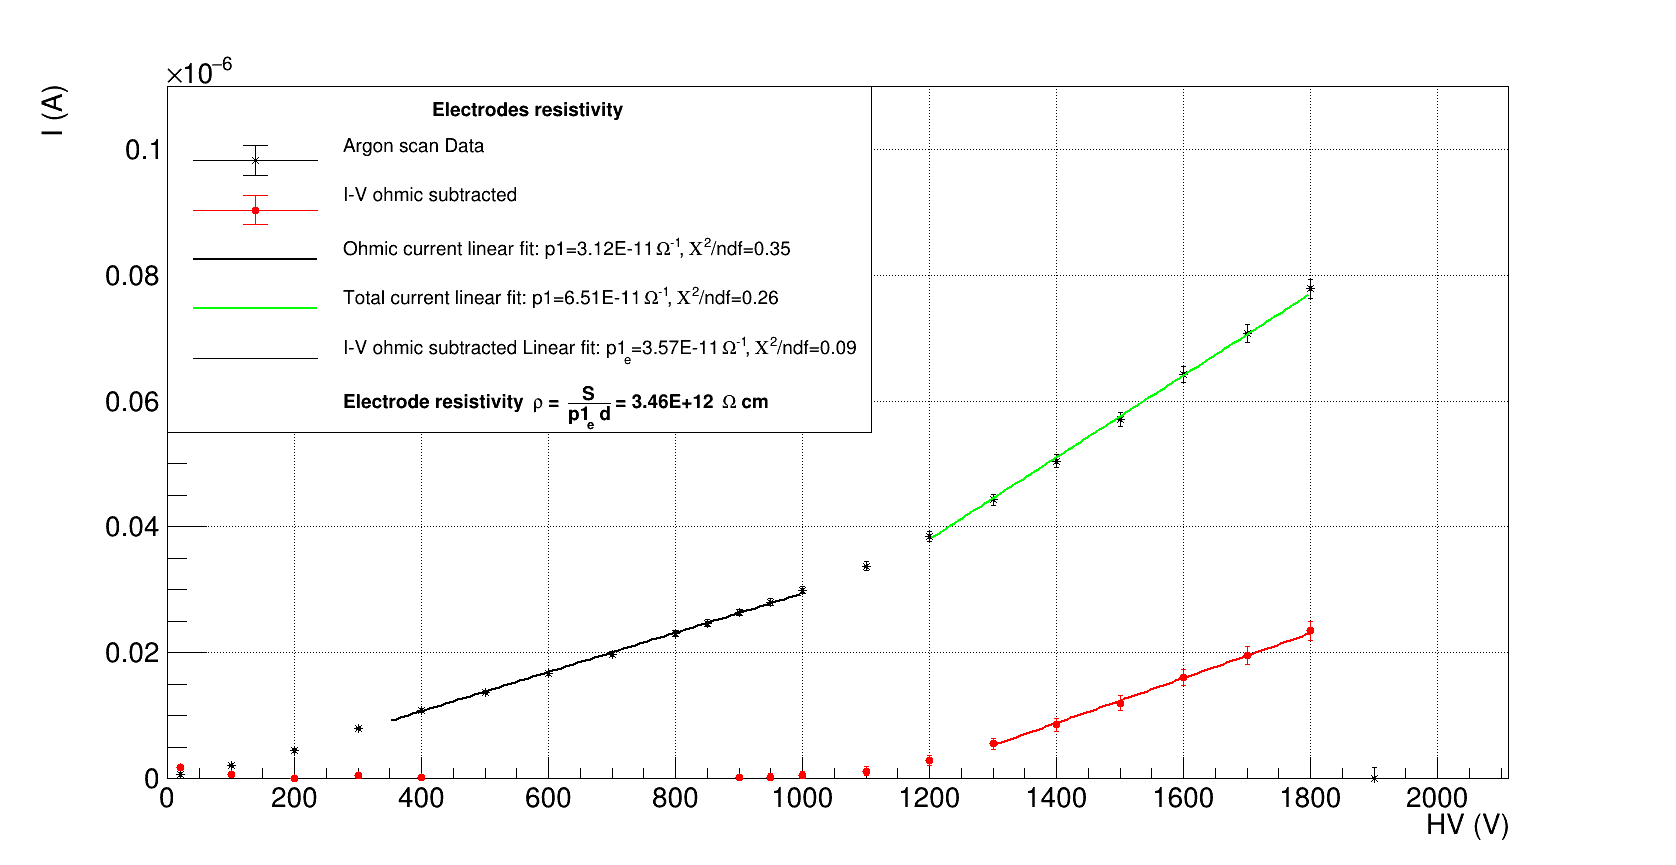 ×10⁻⁶
I (A)
Electrodes resistivity
Argon scan Data
I-V ohmic subtracted
Ohmic current linear fit: p1=3.12E-11 Ω⁻¹, Χ²/ndf=0.35
Total current linear fit: p1=6.51E-11 Ω⁻¹, Χ²/ndf=0.26
I-V ohmic subtracted Linear fit: p1ₑ=3.57E-11 Ω⁻¹, Χ²/ndf=0.09
Electrode resistivity ρ = S / p1ₑ d = 3.46E+12 Ω cm
0.1
0.08
0.06
0.04
0.02
0
0 200 400 600 800 1000 1200 1400 1600 1800 2000
HV (V)